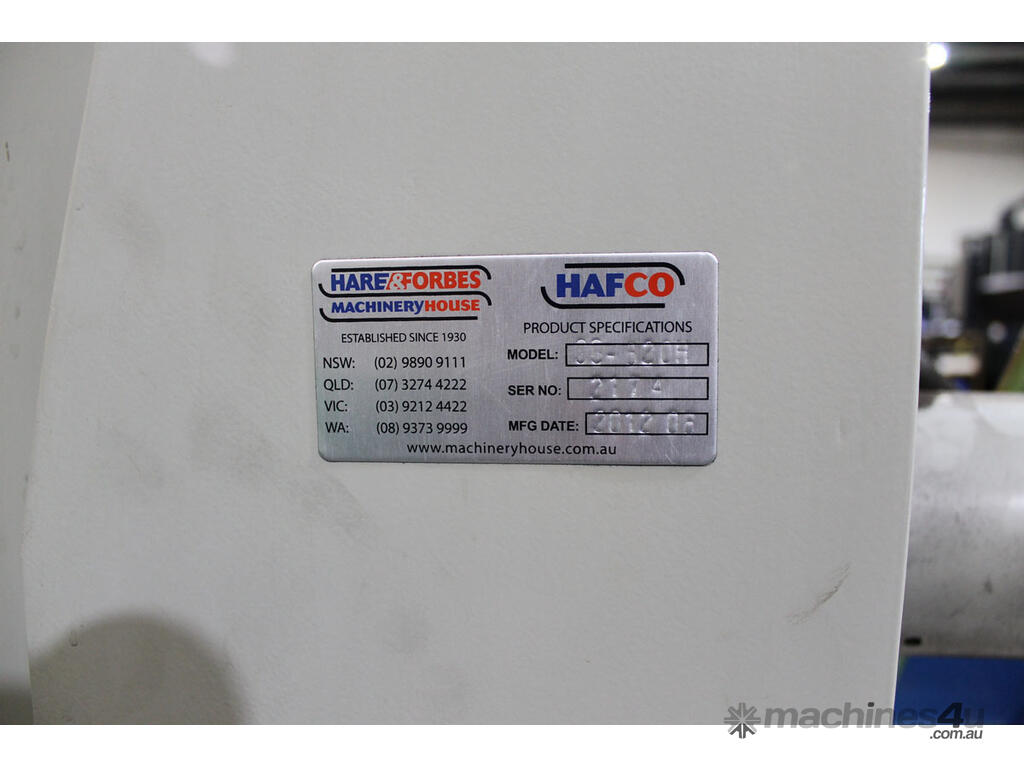 HARE & FORBES
MACHINERYHOUSE
ESTABLISHED SINCE 1930
NSW: (02) 9890 9111
QLD: (07) 3274 4222
VIC: (03) 9212 4422
WA: (08) 9373 9999
HAFCO
PRODUCT SPECIFICATIONS
MODEL:
SER NO:
MFG DATE: 2012
www.machineryhouse.com.au
machines4u
.com.au